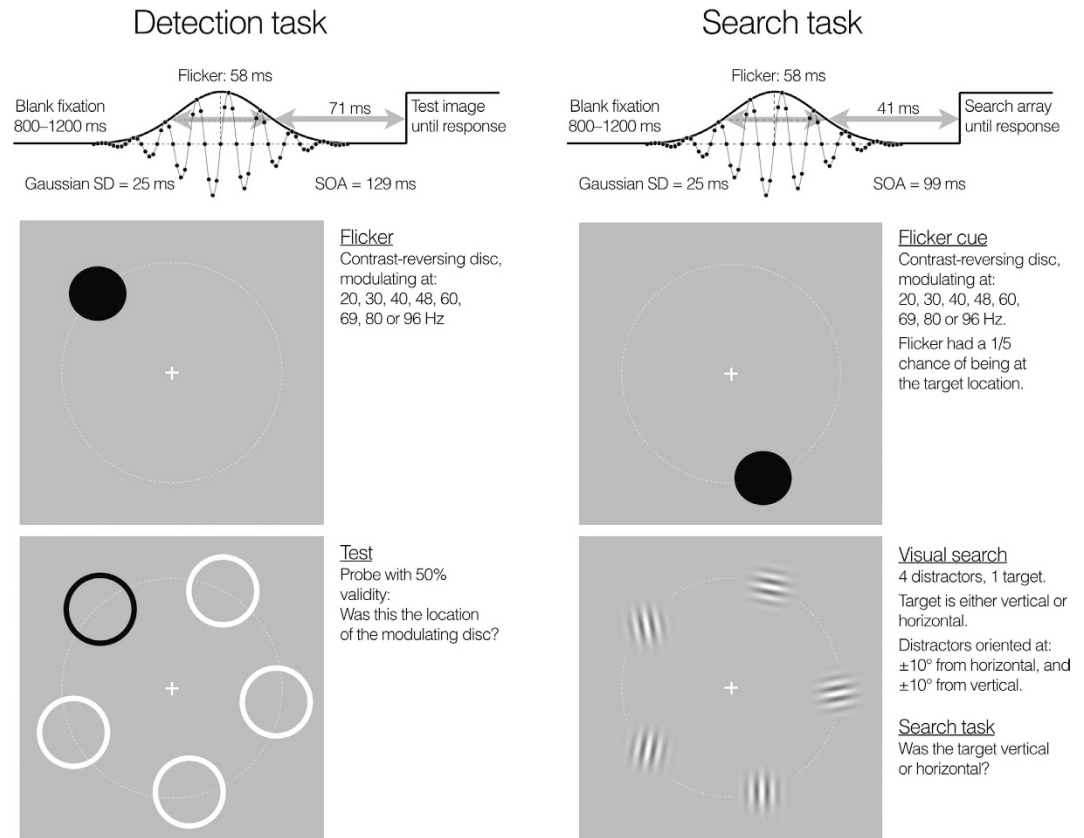 Detection task
Flicker: 58 ms
Blank fixation
800–1200 ms
71 ms
Test image
until response
Gaussian SD = 25 ms
SOA = 129 ms
Flicker
Contrast-reversing disc,
modulating at:
20, 30, 40, 48, 60,
69, 80 or 96 Hz
Test
Probe with 50%
validity:
Was this the location
of the modulating disc?
Search task
Flicker: 58 ms
Blank fixation
800–1200 ms
41 ms
Search array
until response
Gaussian SD = 25 ms
SOA = 99 ms
Flicker cue
Contrast-reversing disc,
modulating at:
20, 30, 40, 48, 60,
69, 80 or 96 Hz.
Flicker had a 1/5
chance of being at
the target location.
Visual search
4 distractors, 1 target.
Target is either vertical or
horizontal.
Distractors oriented at:
±10° from horizontal, and
±10° from vertical.
Search task
Was the target vertical
or horizontal?